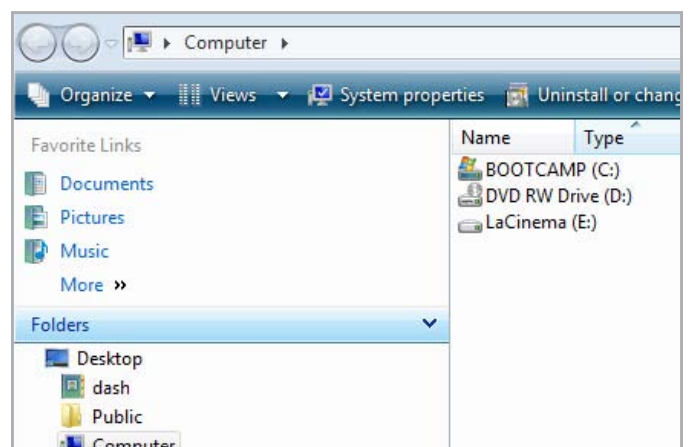 Computer
Organize Views System properties Uninstall or chang
Favorite Links
Documents
Pictures
Music
More »
Folders
Desktop
dash
Public
Computer
Name Type
BOOTCAMP (C:)
DVD RW Drive (D:)
LaCinema (E:)